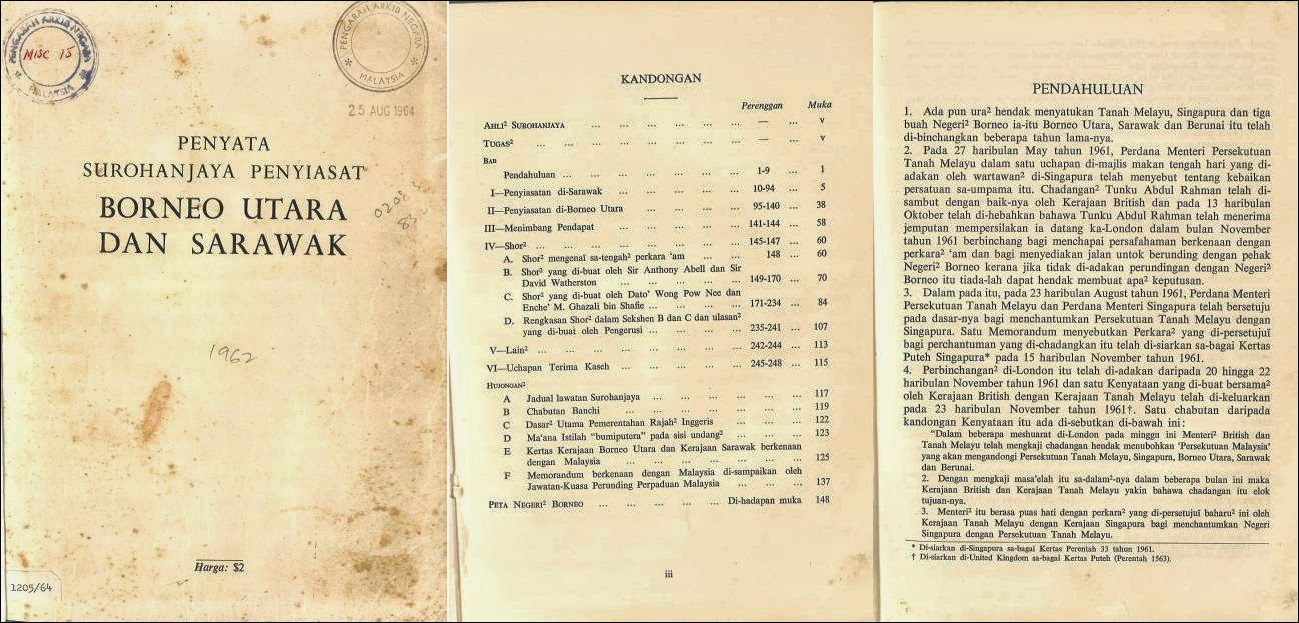 PENGARAH ARKIB NEGARA
MISC 15
MALAYSIA
PENGARAH ARKIB NEGARA
MALAYSIA
25 AUG 1964
PENYATA
SUROHANJAYA PENYIASAT
BORNEO UTARA
DAN SARAWAK
1962
Harga: $2
1205/64
KANDONGAN
Perenggan Muka
AHLI² SUROHANJAYA ... ... ... ... ... ... — ... v
TUGAS² ... ... ... ... ... ... ... — ... v
BAB
Pendahuluan ... ... ... ... ... ... 1-9 ... 1
I—Penyiasatan di-Sarawak ... ... ... ... 10-94 ... 5
II—Penyiasatan di-Borneo Utara ... ... ... 95-140 ... 38
III—Menimbang Pendapat ... ... ... ... 141-144 ... 58
IV—Shor² ... ... ... ... ... ... ... 145-147 ... 60
A. Shor² mengenaï sa-tengah² perkara 'am ... ... 148 ... 60
B. Shor² yang di-buat oleh Sir Anthony Abell dan Sir
David Watherston ... ... ... ... 149-170 ... 70
C. Shor² yang di-buat oleh Dato' Wong Pow Nee dan
Enche' M. Ghazali bin Shafie ... ... ... 171-234 ... 84
D. Rengkasan Shor² dalam Sekshen B dan C dan ulasan²
yang di-buat oleh Pengerusi ... ... ... ... 235-241 ... 107
V—Lain² ... ... ... ... ... ... ... 242-244 ... 113
VI—Uchapan Terima Kaseh ... ... ... ... 245-248 ... 115
HUJONGAN²
A Jadual lawatan Surohanjaya ... ... ... ... ... ... 117
B Chabutan Banchi ... ... ... ... ... ... ... 119
C Dasar² Utama Pemerentahan Rajah² Inggeris ... ... ... 122
D Ma'ana Istilah "bumiputera" pada sisi undang² ... ... ... 123
E Kertas Kerajaan Borneo Utara dan Kerajaan Sarawak berkenaan
dengan Malaysia ... ... ... ... ... ... ... 125
F Memorandum berkenaan dengan Malaysia di-sampaikan oleh
Jawatan-Kuasa Perunding Perpaduan Malaysia ... ... ... 137
PETA NEGERI² BORNEO ... ... ... ... Di-hadapan muka 148
iii
PENDAHULUAN
1. Ada pun ura² hendak menyatukan Tanah Melayu, Singapura dan tiga
buah Negeri² Borneo ia-itu Borneo Utara, Sarawak dan Berunai itu telah
di-binchangkan beberapa tahun lama-nya.
2. Pada 27 haribulan May tahun 1961, Perdana Menteri Persekutuan
Tanah Melayu dalam satu uchapan di-majlis makan tengah hari yang di-
adakan oleh wartawan² di-Singapura telah menyebut tentang kebaikan
persatuan sa-umpama itu. Chadangan² Tunku Abdul Rahman telah di-
sambut dengan baik-nya oleh Kerajaan British dan pada 13 haribulan
Oktober telah di-hebahkan bahawa Tunku Abdul Rahman telah menerima
jemputan mempersilakan ia datang ka-London dalam bulan November
tahun 1961 berbinchang bagi menchapai persafahaman berkenaan dengan
perkara² 'am dan bagi menyediakan jalan untok berunding dengan pehak
Negeri² Borneo kerana jika tidak di-adakan perundingan dengan Negeri²
Borneo itu tiada-lah dapat hendak membuat apa² keputusan.
3. Dalam pada itu, pada 23 haribulan August tahun 1961, Perdana Menteri
Persekutuan Tanah Melayu dan Perdana Menteri Singapura telah bersetuju
pada dasar-nya bagi menchantumkan Persekutuan Tanah Melayu dengan
Singapura. Satu Memorandum menyebutkan Perkara² yang di-persetujuï
bagi perchantuman yang di-chadangkan itu telah di-siarkan sa-bagai Kertas
Puteh Singapura* pada 15 haribulan November tahun 1961.
4. Perbinchangan² di-London itu telah di-adakan daripada 20 hingga 22
haribulan November tahun 1961 dan satu Kenyataan yang di-buat bersama²
oleh Kerajaan British dengan Kerajaan Tanah Melayu telah di-keluarkan
pada 23 haribulan November tahun 1961†. Satu chabutan daripada
kandongan Kenyataan itu ada di-sebutkan di-bawah ini:
"Dalam beberapa meshuarat di-London pada minggu ini Menteri² British dan
Tanah Melayu telah mengkaji chadangan hendak menubohkan 'Persekutuan Malaysia'
yang akan mengandongi Persekutuan Tanah Melayu, Singapura, Borneo Utara, Sarawak
dan Berunai.
2. Dengan mengkaji masa'elah itu sa-dalam²-nya dalam beberapa bulan ini maka
Kerajaan British dan Kerajaan Tanah Melayu yakin bahawa chadangan itu elok
tujuan-nya.
3. Menteri² itu berasa puas hati dengan perkara² yang di-persetujuï baharu² ini oleh
Kerajaan Tanah Melayu dengan Kerajaan Singapura bagi menchantumkan Negeri
Singapura dengan Persekutuan Tanah Melayu.
* Di-siarkan di-Singapura sa-bagai Kertas Perentah 33 tahun 1961.
† Di-siarkan di-United Kingdom sa-bagai Kertas Puteh (Perentah 1563).